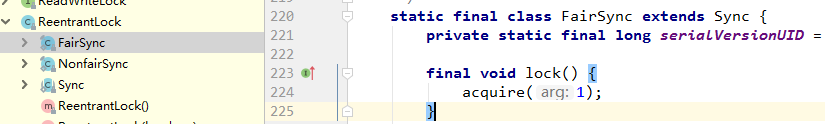 ReadWriteLock
ReentrantLock
FairSync
NonfairSync
Sync
ReentrantLock()
220 static final class FairSync extends Sync {
221 private static final long serialVersionUID =
222
223 final void lock() {
224 acquire( arg: 1);
225 }